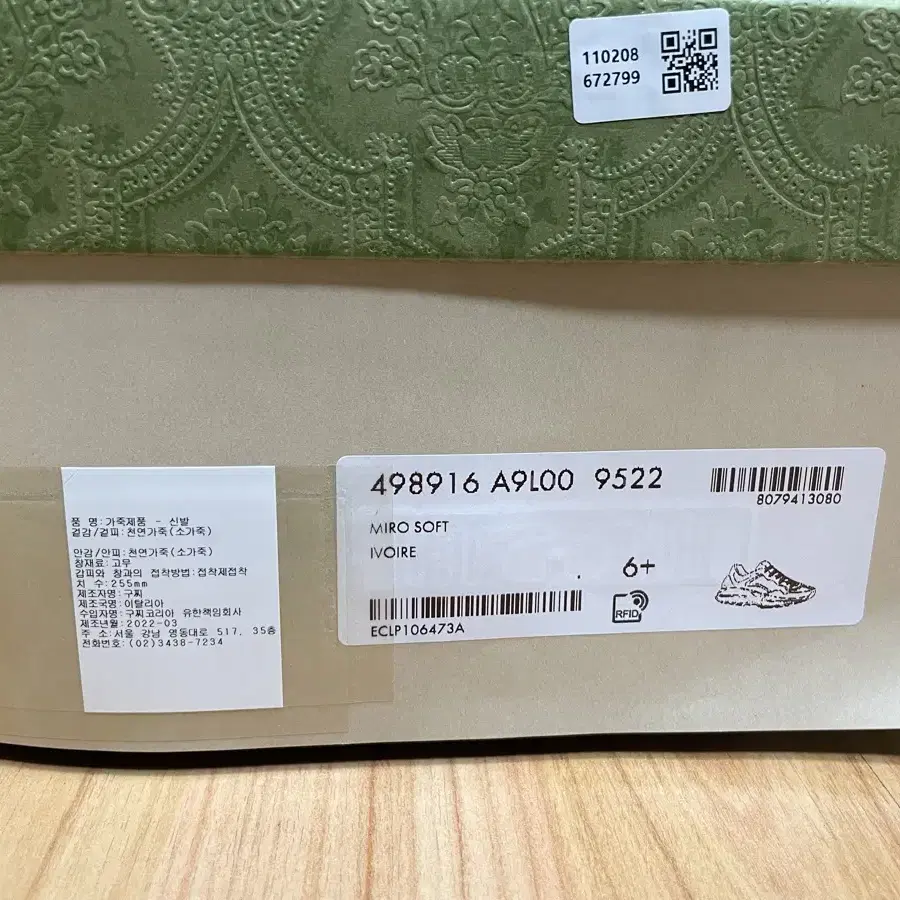 110208
672799
498916 A9L00 9522
8079413080
MIRO SOFT
IVOIRE
6+
RFID
ECLP106473A
품 명:가죽제품 - 신발
겉감/겉피:천연가죽(소가죽)
안감/안피:천연가죽(소가죽)
창재료:고무
갑피와 창과의 접착방법:접착제접착
치 수:255mm
제조자명:구찌
제조국명:이탈리아
수입자명:구찌코리아 유한책임회사
제조년월:2022-03
주 소:서울 강남 영동대로 517, 35층
전화번호:(02)3438-7234